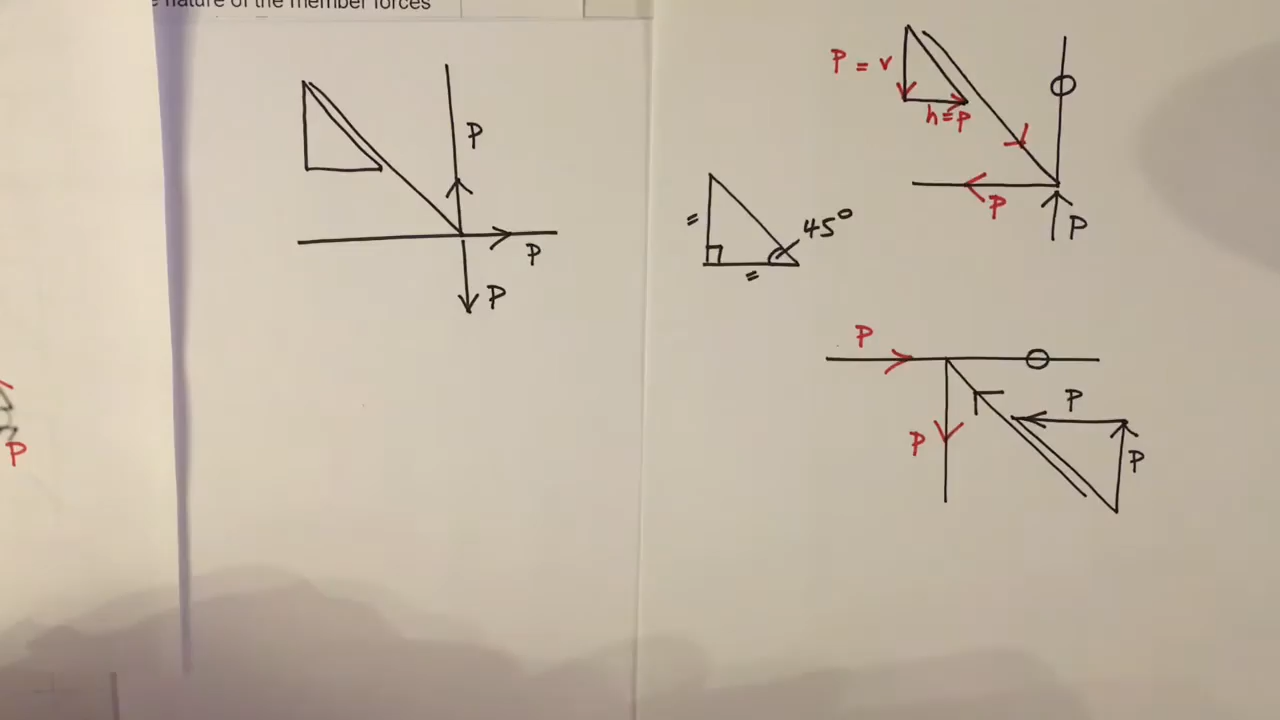 nature of the member forces
P
P
P
P = v
h = P
P
P
=
=
45°
P
P
P
P
P